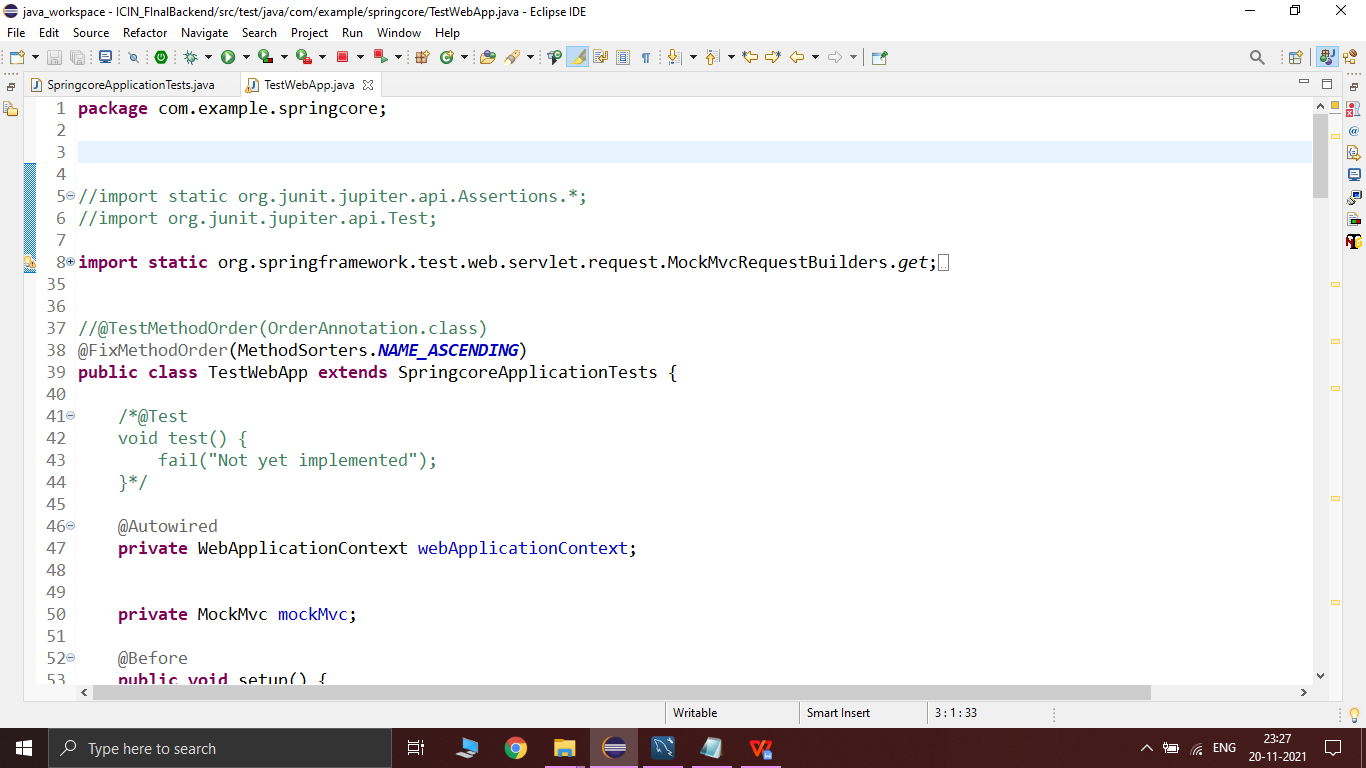 java_workspace - ICIN_FInalBackend/src/test/java/com/example/springcore/TestWebApp.java - Eclipse IDE
File Edit Source Refactor Navigate Search Project Run Window Help
SpringcoreApplicationTests.java TestWebApp.java
1 package com.example.springcore;
2
3
4
5 //import static org.junit.jupiter.api.Assertions.*;
6 //import org.junit.jupiter.api.Test;
7
8 import static org.springframework.test.web.servlet.request.MockMvcRequestBuilders.get;
35
36
37 //@TestMethodOrder(OrderAnnotation.class)
38 @FixMethodOrder(MethodSorters.NAME_ASCENDING)
39 public class TestWebApp extends SpringcoreApplicationTests {
40
41 /*@Test
42 void test() {
43 fail("Not yet implemented");
44 }*/
45
46 @Autowired
47 private WebApplicationContext webApplicationContext;
48
49
50 private MockMvc mockMvc;
51
52 @Before
53 public void setup() {
Writable Smart Insert 3 : 1 : 33
Type here to search
ENG
23:27
20-11-2021